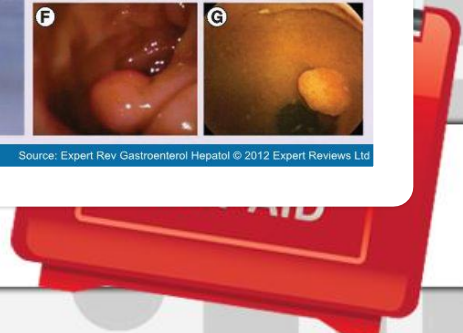 F G
Source: Expert Rev Gastroenterol Hepatol © 2012 Expert Reviews Ltd
AID